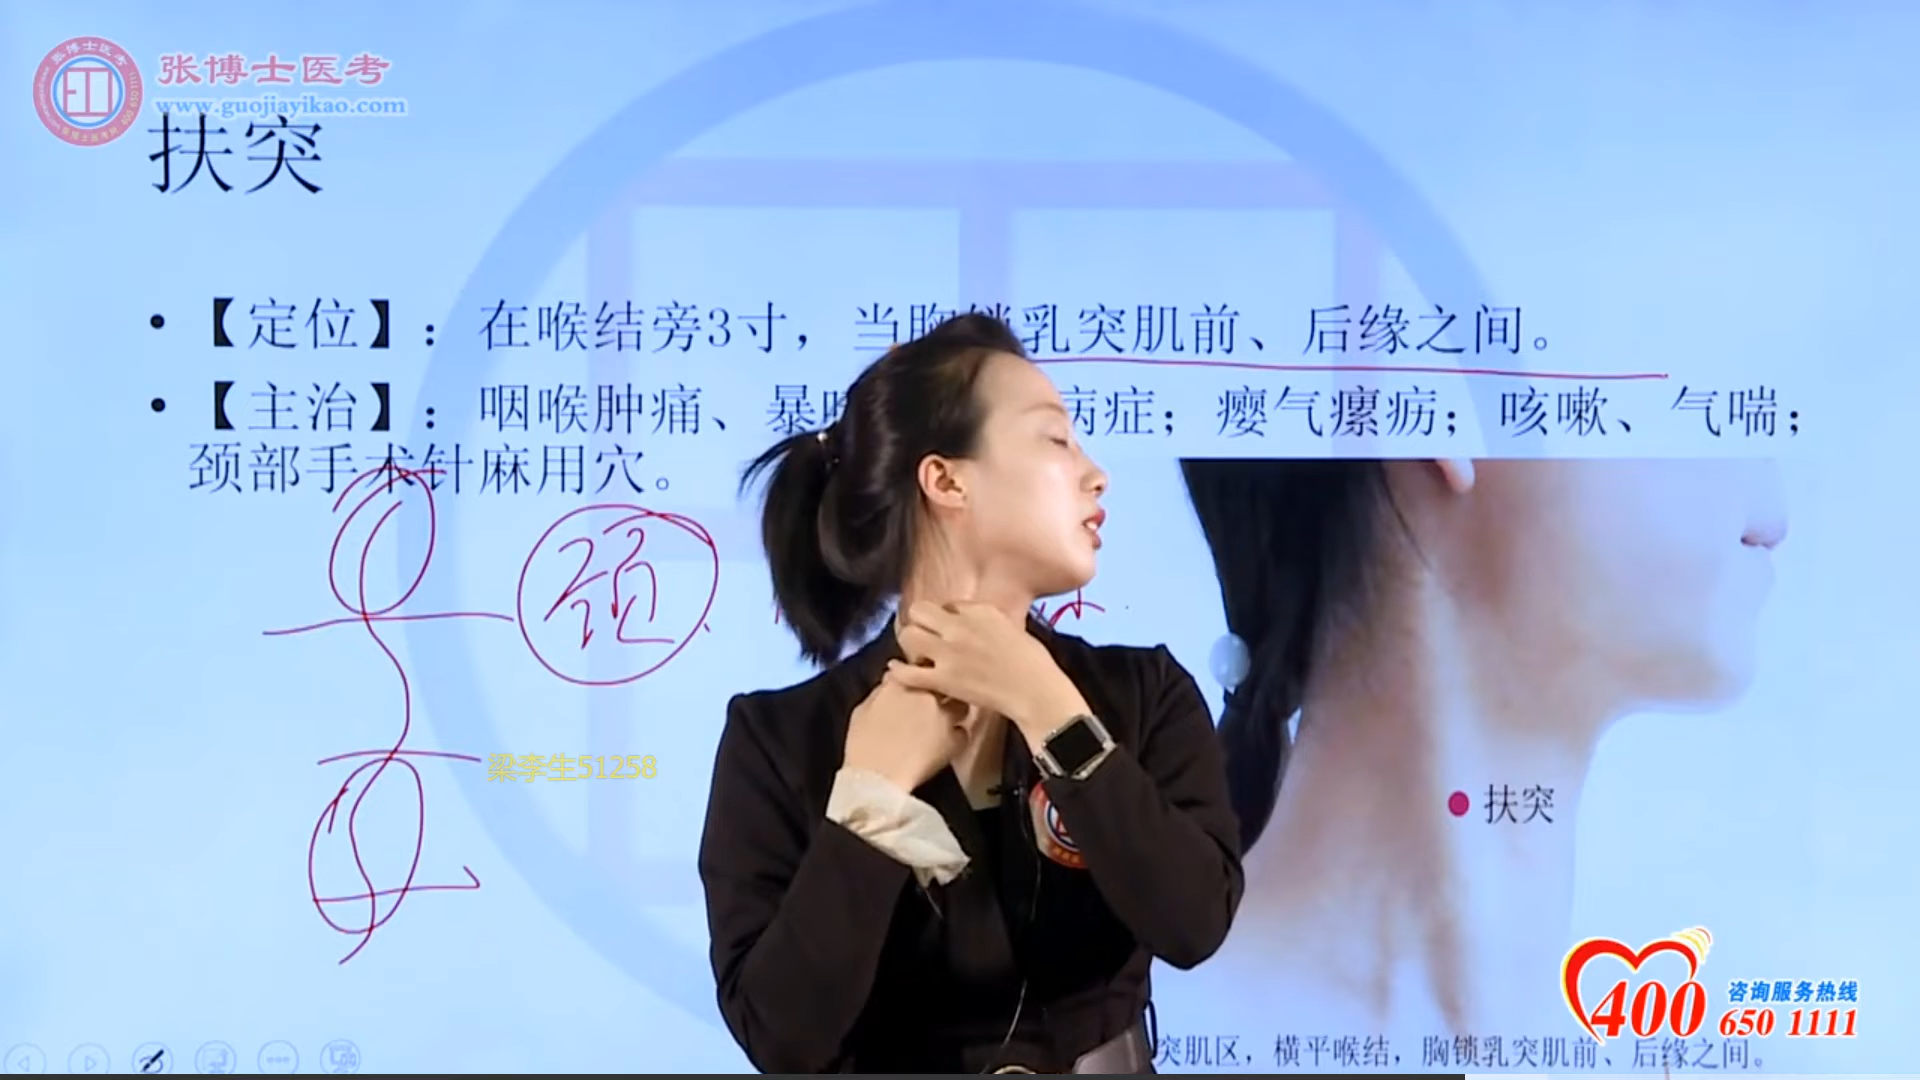 张博士医考
www.guojiayikao.com
扶突
• 【定位】：在喉结旁3寸，当胸锁乳突肌前、后缘之间。
• 【主治】：咽喉肿痛、暴 病症；瘿气瘰疬；咳嗽、气喘；
颈部手术针麻用穴。
颈
梁李生51258
扶突
突肌区，横平喉结，胸锁乳突肌前、后缘之间。
400 咨询服务热线
650 1111